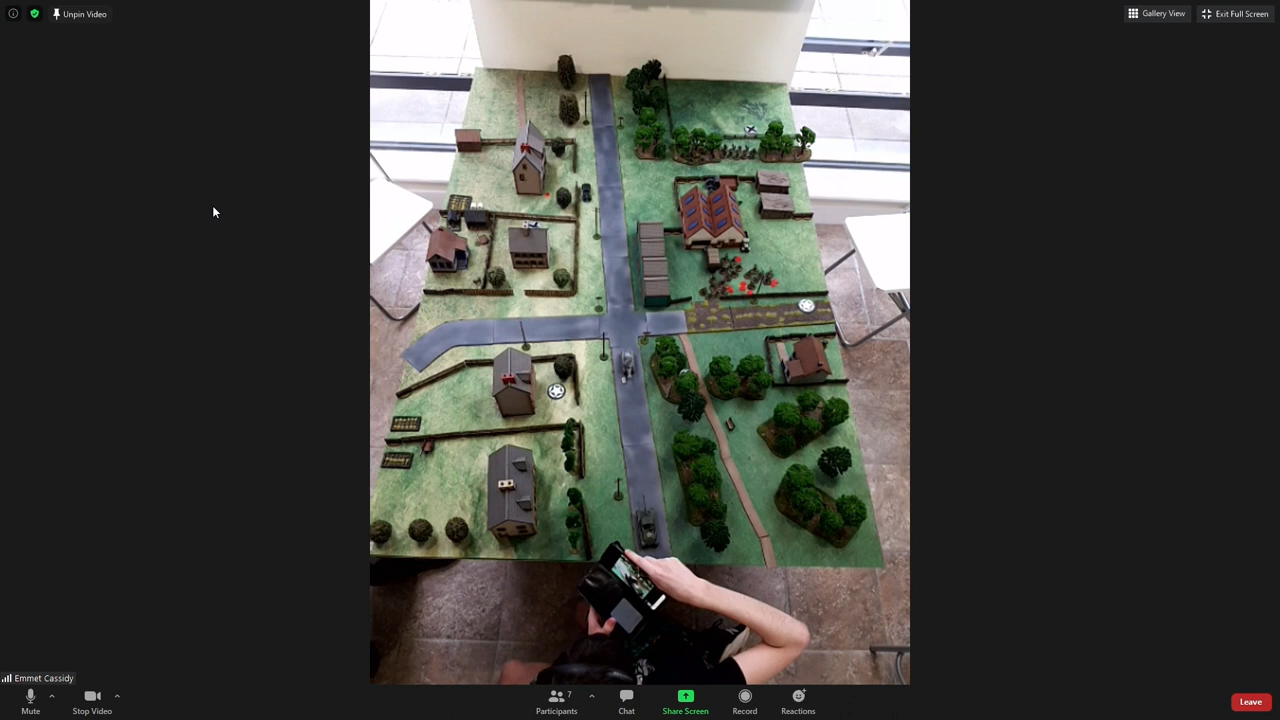 Unpin Video
Gallery View
Exit Full Screen
Emmet Cassidy
Mute
Stop Video
Participants
7
Chat
Share Screen
Record
Reactions
Leave